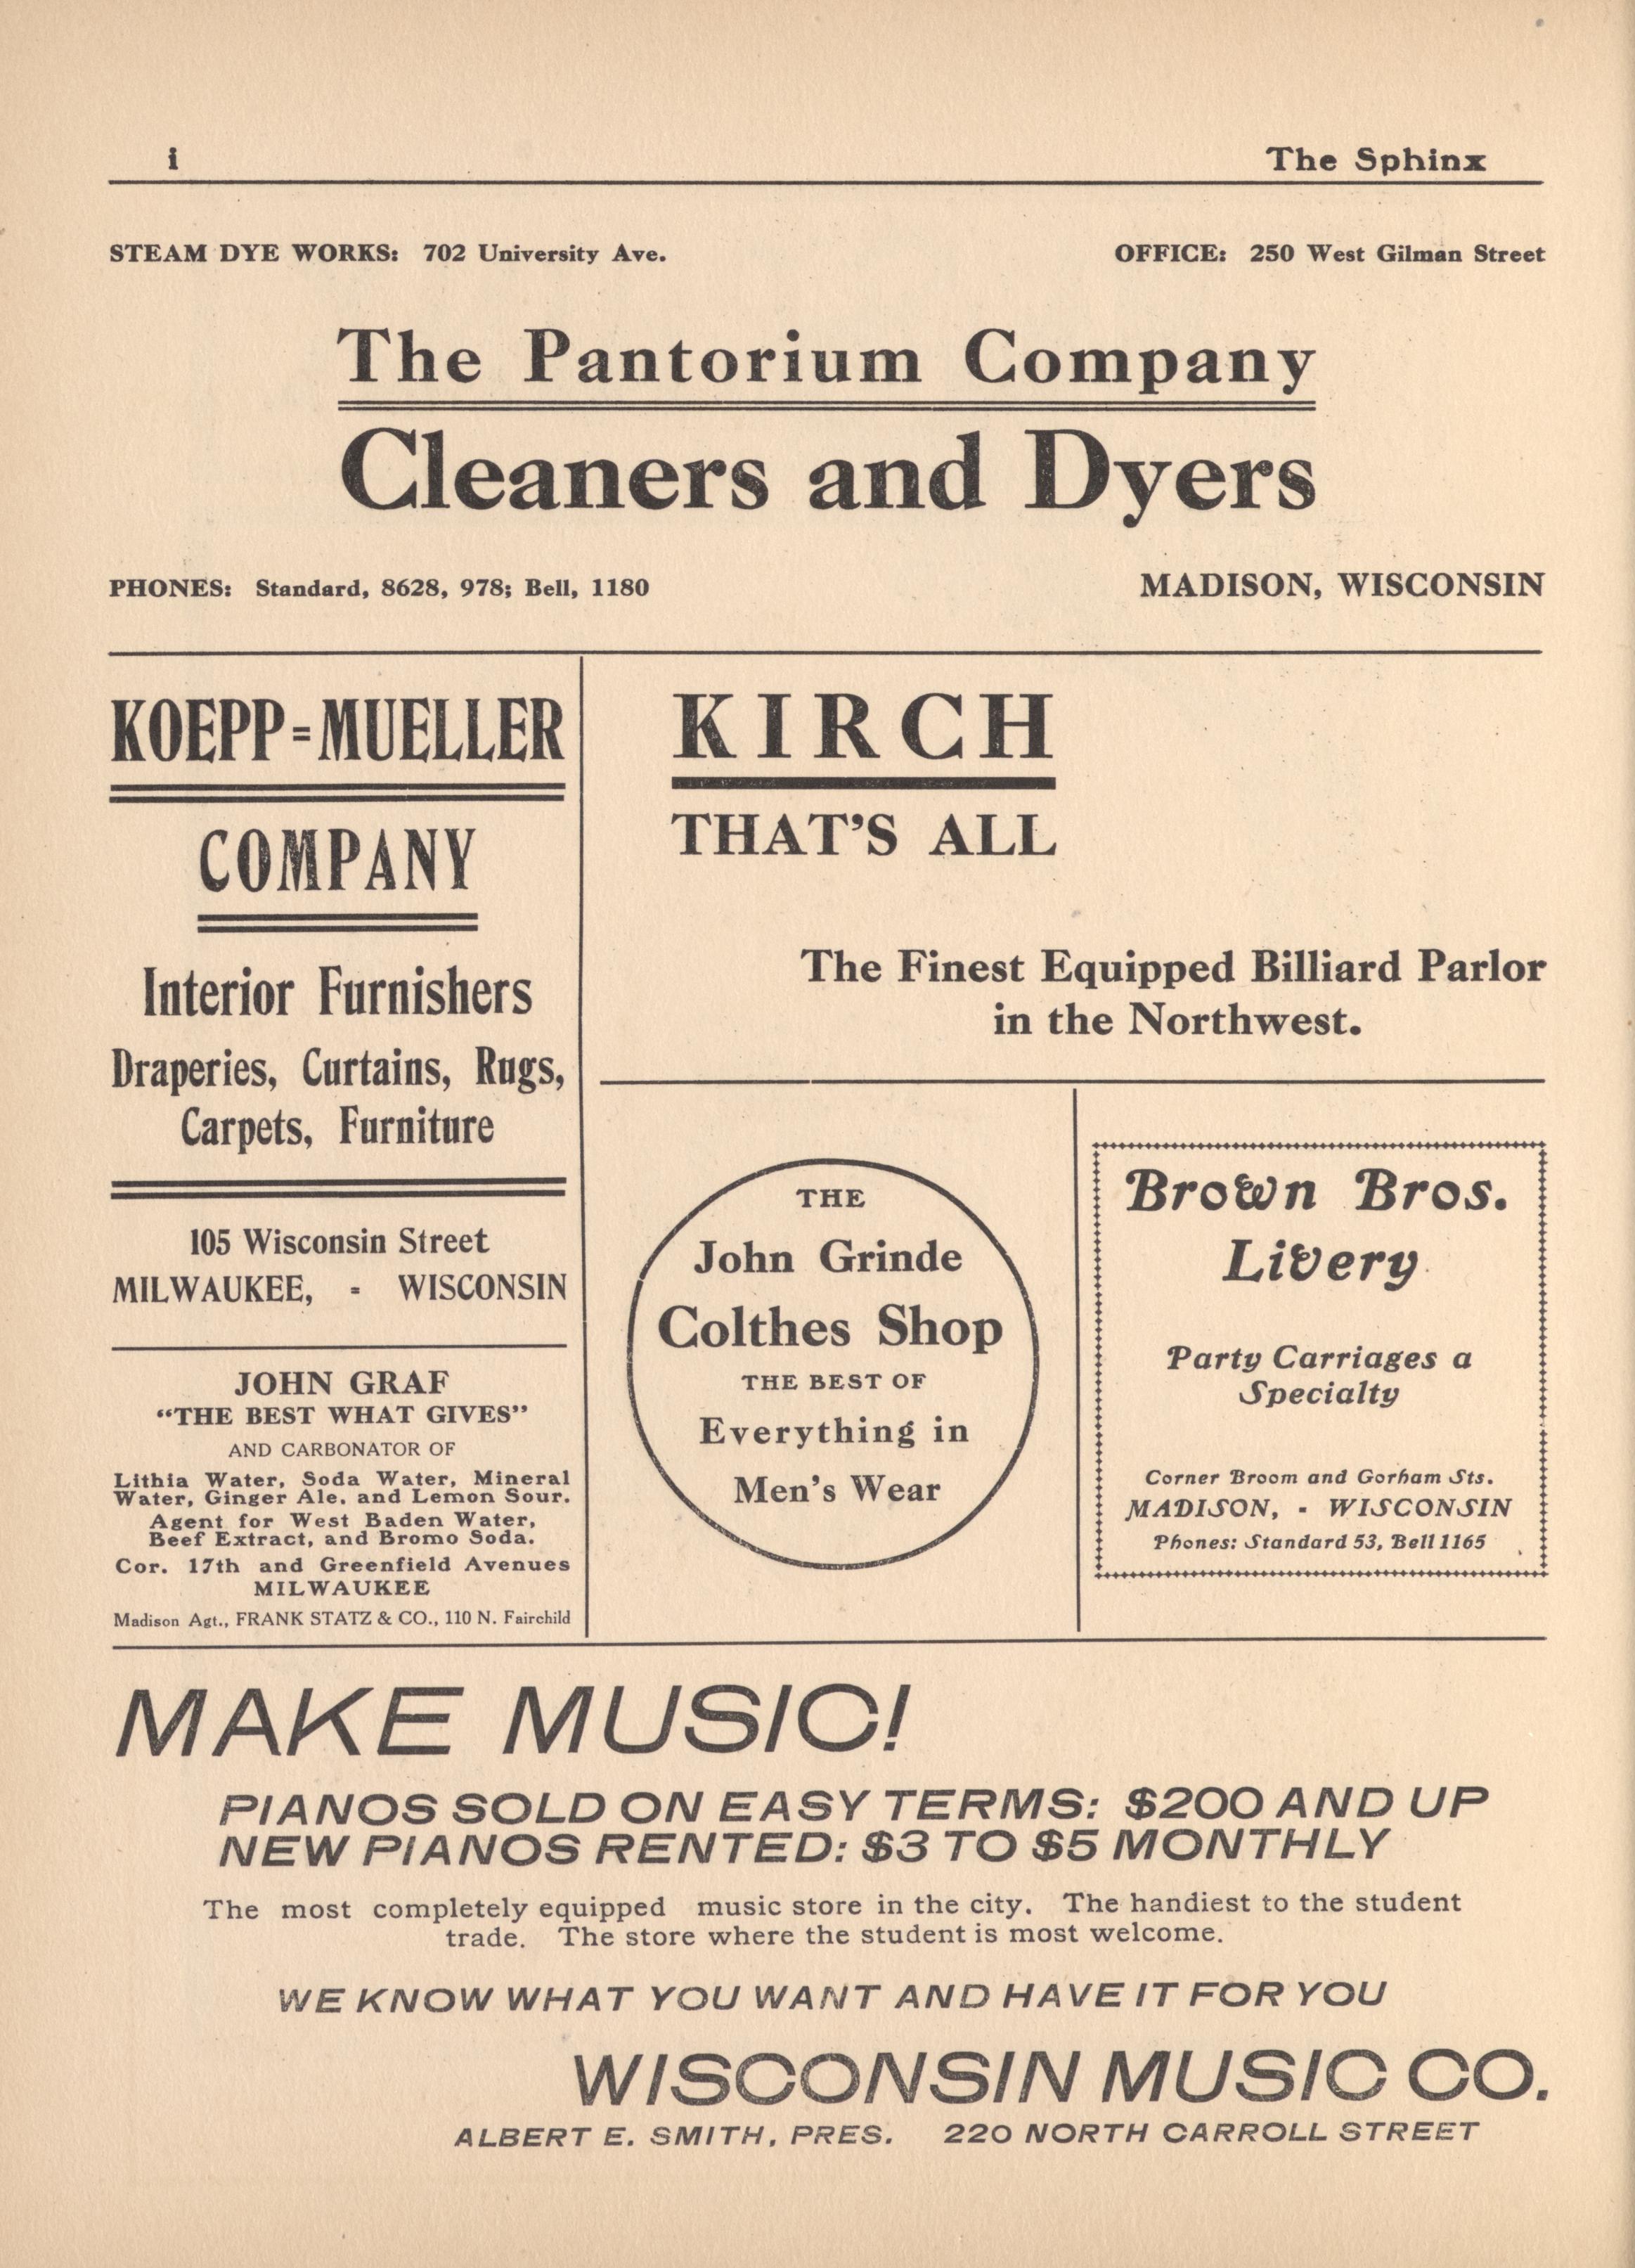 i The Sphinx
STEAM DYE WORKS: 702 University Ave. OFFICE: 250 West Gilman Street
The Pantorium Company
Cleaners and Dyers
PHONES: Standard, 8628, 978; Bell, 1180 MADISON, WISCONSIN
KOEPP=MUELLER
COMPANY
Interior Furnishers
Draperies, Curtains, Rugs,
Carpets, Furniture
105 Wisconsin Street
MILWAUKEE, - WISCONSIN
JOHN GRAF
“THE BEST WHAT GIVES”
AND CARBONATOR OF
Lithia Water, Soda Water, Mineral
Water, Ginger Ale, and Lemon Sour.
Agent for West Baden Water,
Beef Extract, and Bromo Soda.
Cor. 17th and Greenfield Avenues
MILWAUKEE
Madison Agt., FRANK STATZ & CO., 110 N. Fairchild
KIRCH
THAT'S ALL
The Finest Equipped Billiard Parlor
in the Northwest.
THE
John Grinde
Colthes Shop
THE BEST OF
Everything in
Men's Wear
Brown Bros.
Livery
Party Carriages a
Specialty
Corner Broom and Gorham Sts.
MADISON, - WISCONSIN
Phones: Standard 53, Bell 1165
MAKE MUSIC!
PIANOS SOLD ON EASY TERMS: $200 AND UP
NEW PIANOS RENTED: $3 TO $5 MONTHLY
The most completely equipped music store in the city. The handiest to the student
trade. The store where the student is most welcome.
WE KNOW WHAT YOU WANT AND HAVE IT FOR YOU
WISCONSIN MUSIC CO.
ALBERT E. SMITH, PRES. 220 NORTH CARROLL STREET